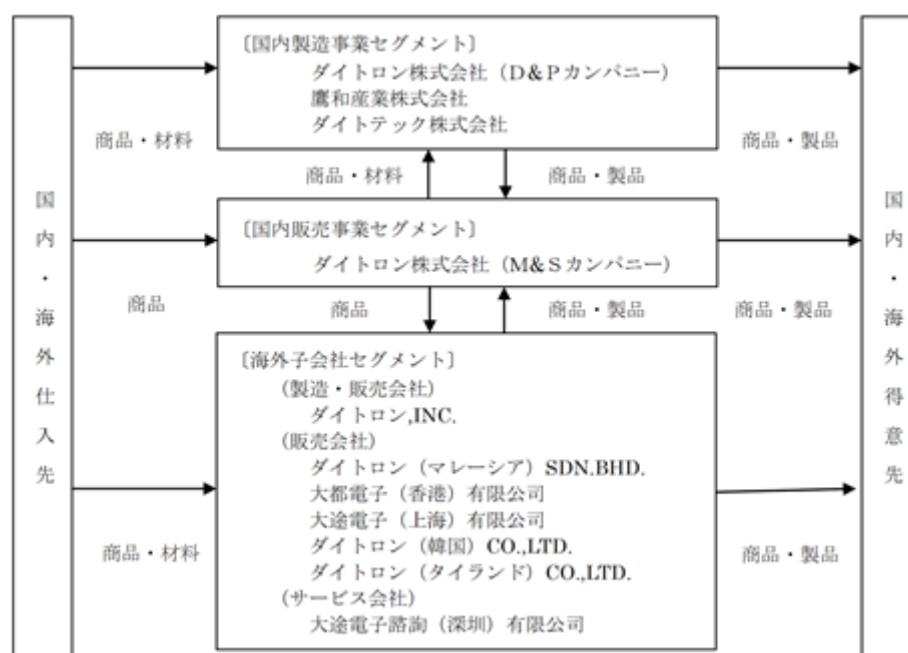 国内・海外仕入先
商品・材料
商品
商品・材料
〔国内製造事業セグメント〕
ダイトロン株式会社（Ｄ＆Ｐカンパニー）
鷹和産業株式会社
ダイトテック株式会社
商品・材料
商品・製品
〔国内販売事業セグメント〕
ダイトロン株式会社（Ｍ＆Ｓカンパニー）
商品
商品・製品
〔海外子会社セグメント〕
(製造・販売会社)
ダイトロン,INC.
(販売会社)
ダイトロン（マレーシア）SDN.BHD.
大都電子（香港）有限公司
大途電子（上海）有限公司
ダイトロン（韓国）CO.,LTD.
ダイトロン（タイランド）CO.,LTD.
(サービス会社)
大途電子諮詢（深圳）有限公司
商品・製品
商品・製品
商品・製品
国内・海外得意先